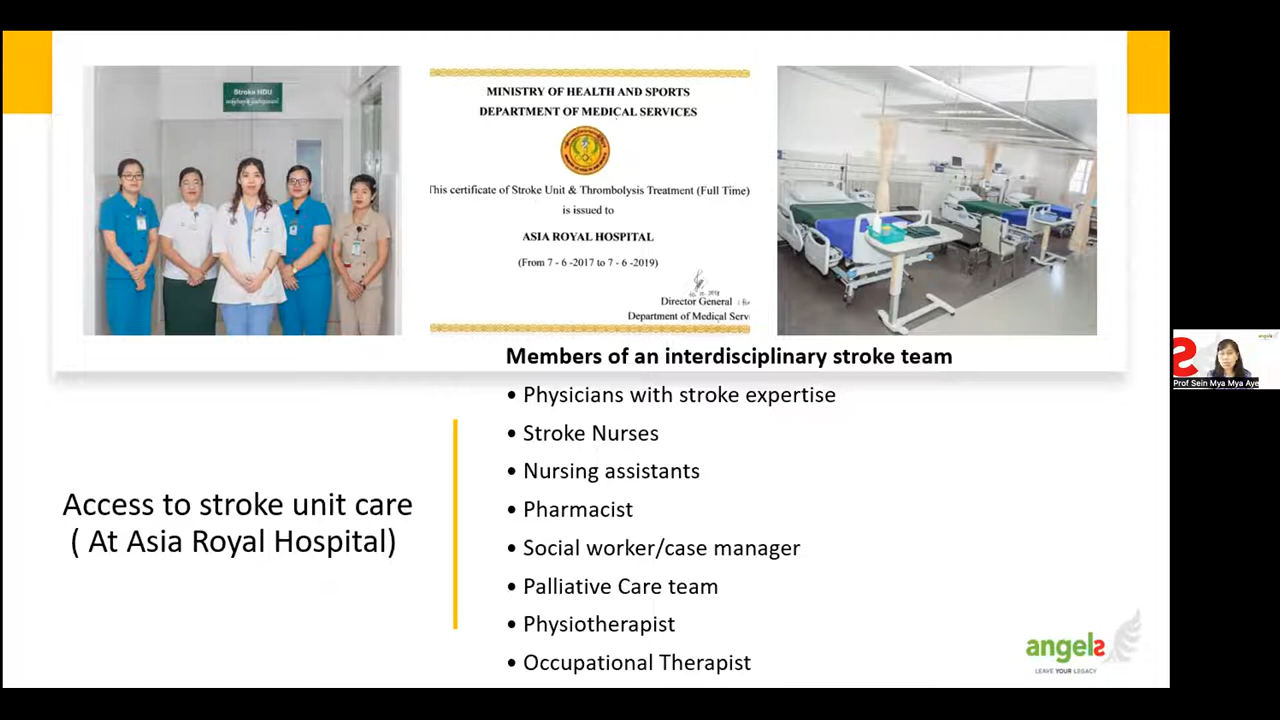 Stroke HDU
MINISTRY OF HEALTH AND SPORTS
DEPARTMENT OF MEDICAL SERVICES
This certificate of Stroke Unit & Thrombolysis Treatment (Full Time)
is issued to
ASIA ROYAL HOSPITAL
(From 7 - 6 -2017 to 7 - 6 -2019)
Director General
Department of Medical Serv
Members of an interdisciplinary stroke team
• Physicians with stroke expertise
• Stroke Nurses
• Nursing assistants
• Pharmacist
• Social worker/case manager
• Palliative Care team
• Physiotherapist
• Occupational Therapist
Access to stroke unit care
( At Asia Royal Hospital)
angels
LEAVE YOUR LEGACY
angels
Prof Sein Mya Mya Aye